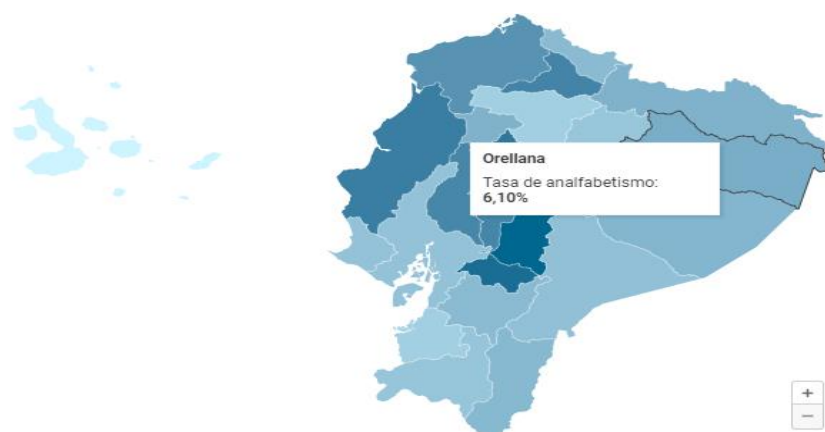 Orellana
Tasa de analfabetismo:
6,10%
+
−